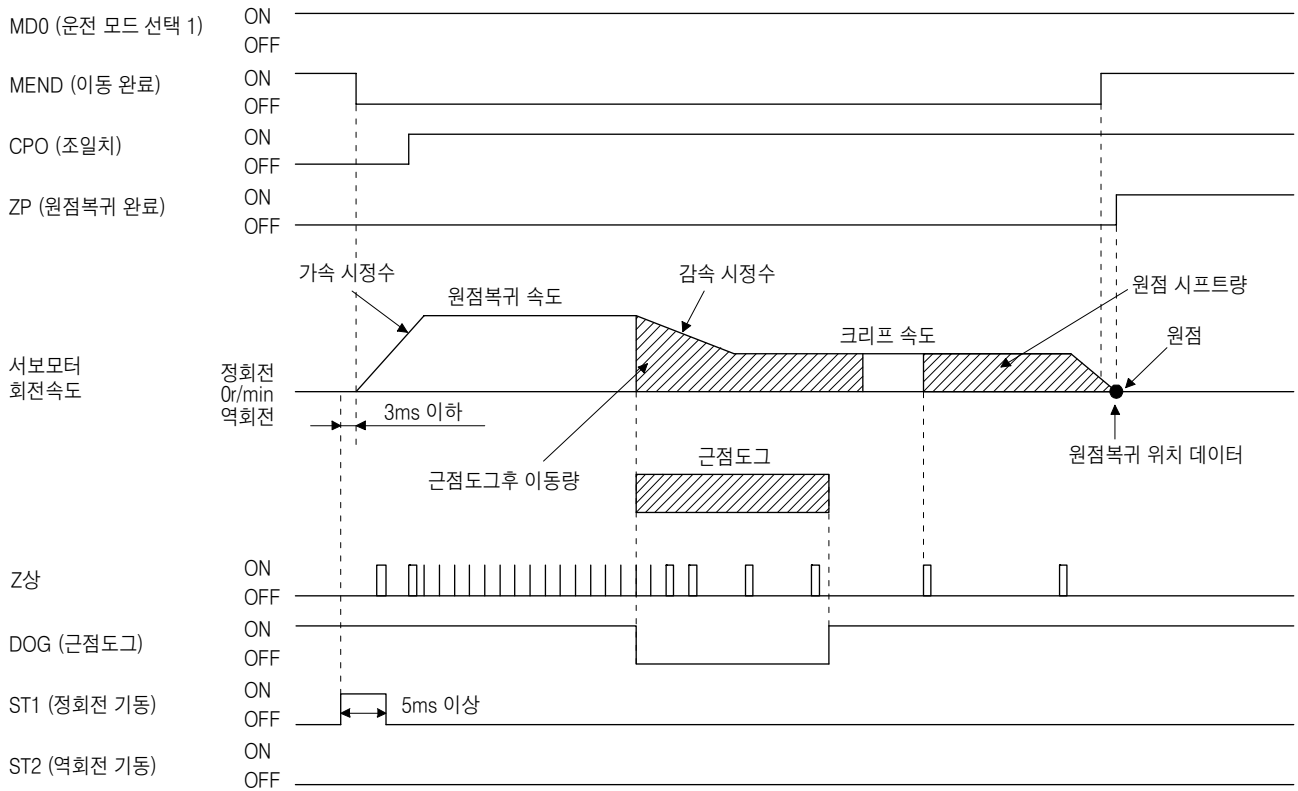 MD0 (운전 모드 선택 1)
ON
OFF
MEND (이동 완료)
ON
OFF
CPO (조일치)
ON
OFF
ZP (원점복귀 완료)
ON
OFF
가속 시정수
원점복귀 속도
감속 시정수
크리프 속도
원점 시프트량
원점
서보모터
회전속도
정회전
0r/min
역회전
3ms 이하
근점도그후 이동량
근점도그
원점복귀 위치 데이터
Z상
ON
OFF
DOG (근점도그)
ON
OFF
ST1 (정회전 기동)
ON
OFF
5ms 이상
ST2 (역회전 기동)
ON
OFF